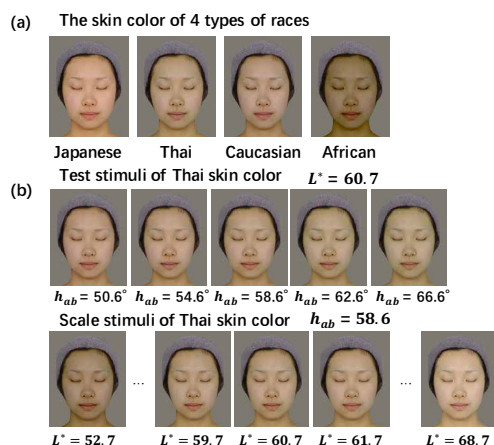 (a) The skin color of 4 types of races
Japanese Thai Caucasian African
(b) Test stimuli of Thai skin color L* = 60.7
h_ab = 50.6° h_ab = 54.6° h_ab = 58.6° h_ab = 62.6° h_ab = 66.6°
Scale stimuli of Thai skin color h_ab = 58.6
... ...
L* = 52.7 L* = 59.7 L* = 60.7 L* = 61.7 L* = 68.7